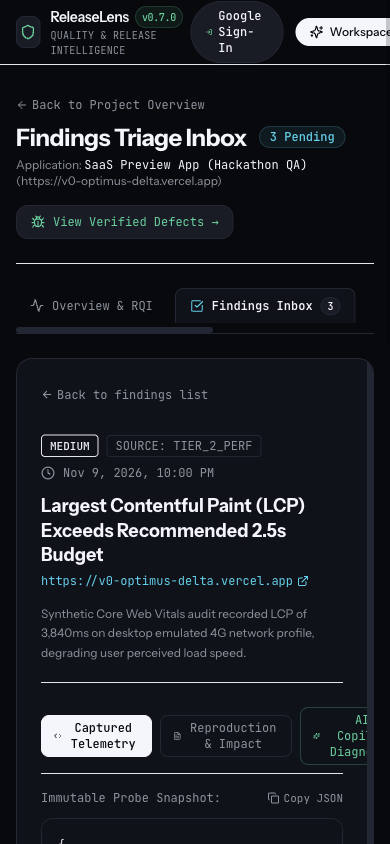 ReleaseLens v0.7.0
QUALITY & RELEASE
INTELLIGENCE
Google
Sign-
In
Workspace
← Back to Project Overview
Findings Triage Inbox 3 Pending
Application: SaaS Preview App (Hackathon QA)
(https://v0-optimus-delta.vercel.app)
View Verified Defects →
Overview & RQI
Findings Inbox 3
← Back to findings list
MEDIUM SOURCE: TIER_2_PERF
Nov 9, 2026, 10:00 PM
Largest Contentful Paint (LCP)
Exceeds Recommended 2.5s
Budget
https://v0-optimus-delta.vercel.app
Synthetic Core Web Vitals audit recorded LCP of
3,840ms on desktop emulated 4G network profile,
degrading user perceived load speed.
Captured
Telemetry
Reproduction
& Impact
AI
Immutable Probe Snapshot: Copy JSON
{